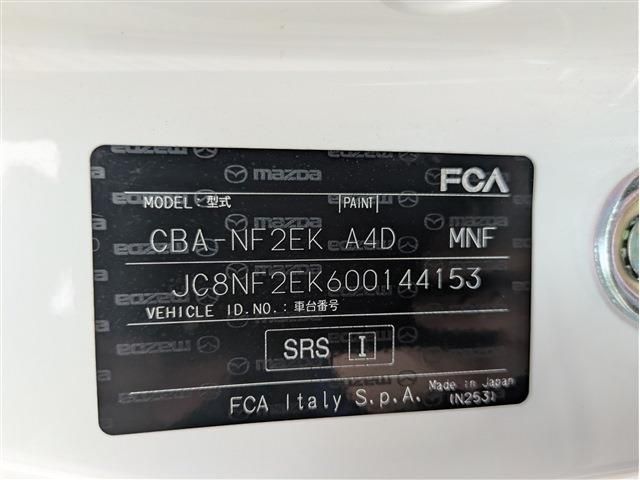 FCA
mazda
MODEL:型式 PAINT
CBA-NF2EK A4D MNF
JC8NF2EK600144153
VEHICLE ID.NO.:車台番号
SRS I
FCA Italy S.p.A. Made in Japan
(N253)